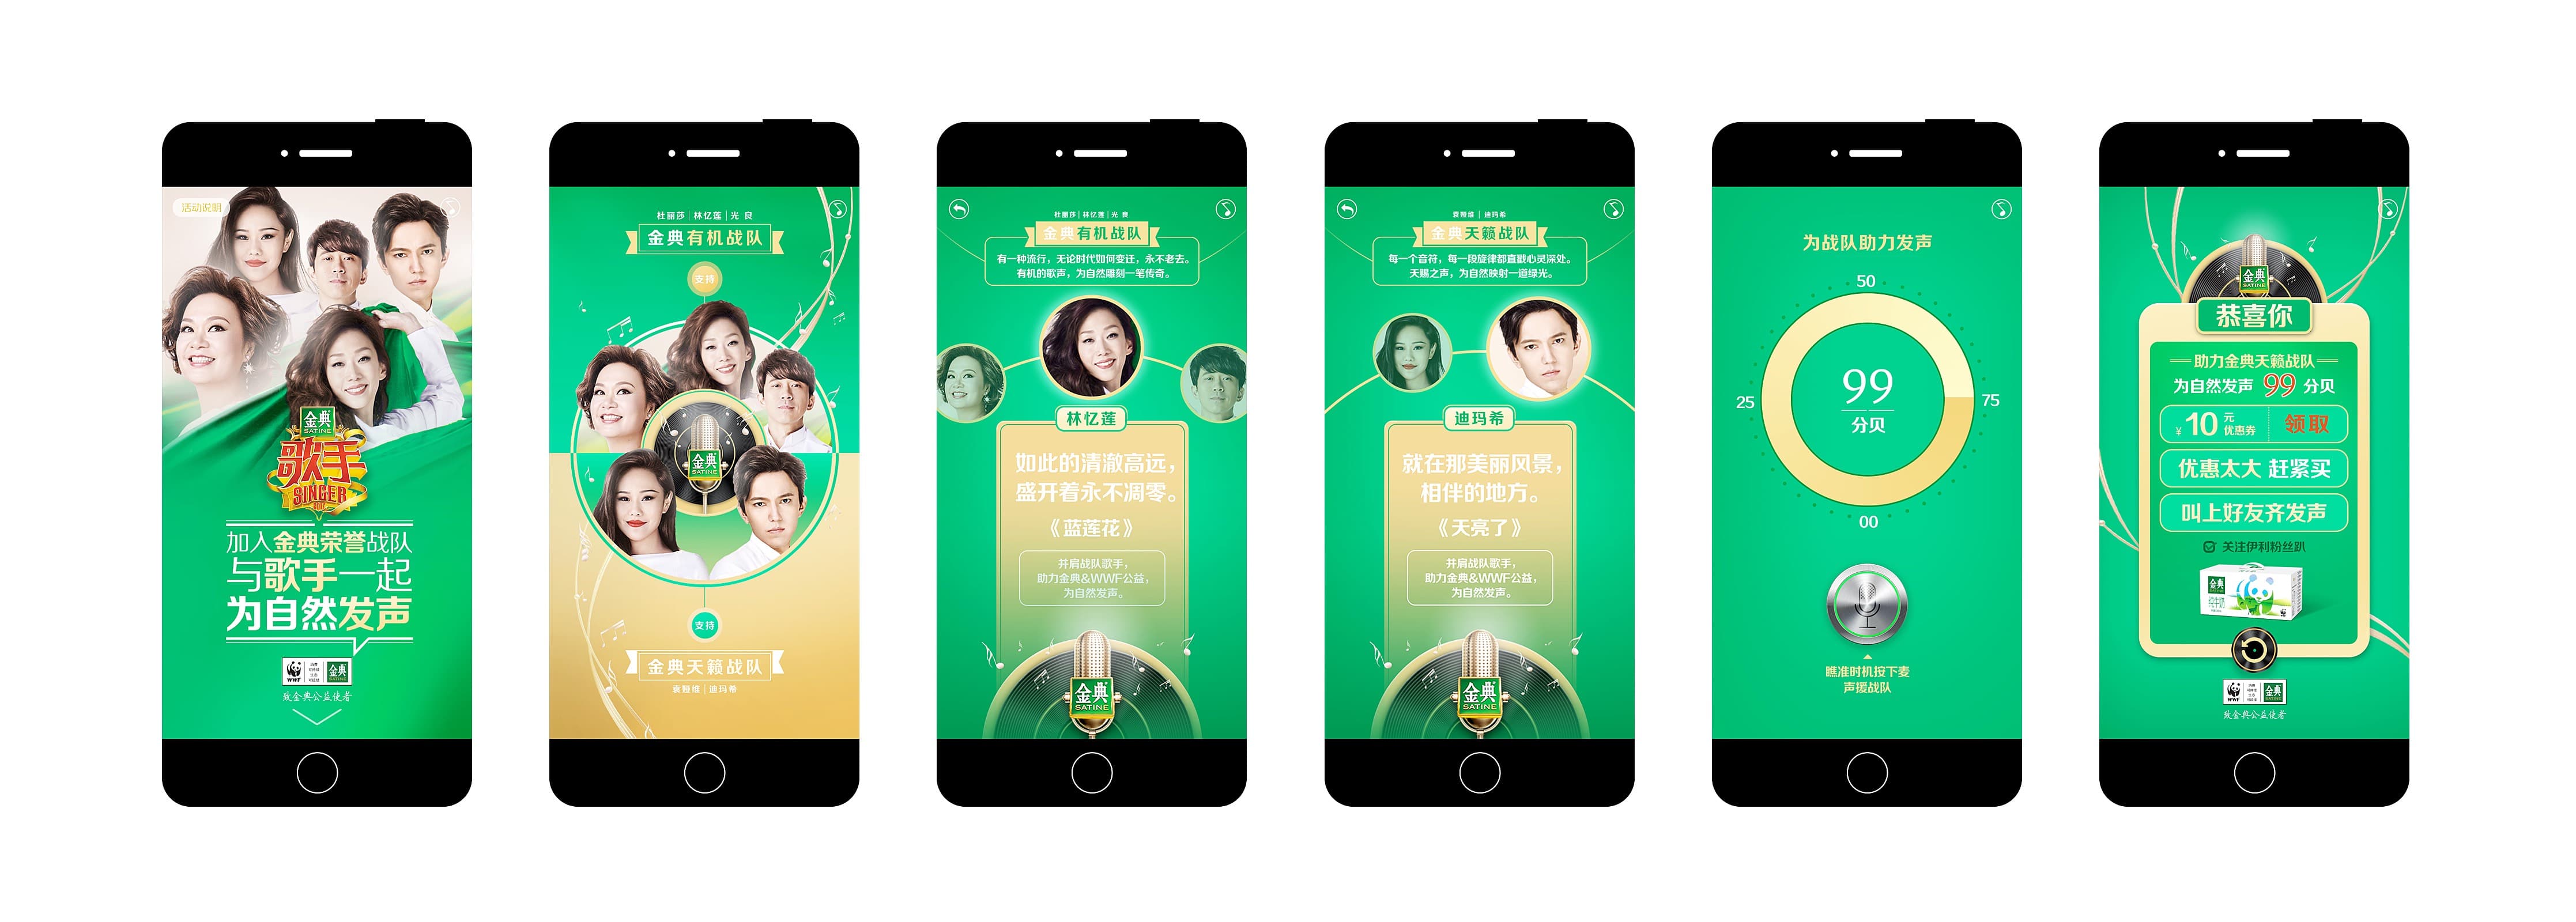 活动说明
金典
SATINE
歌手
SINGER
2017
加入金典荣誉战队
与歌手一起
为自然发声
WWF
金典
SATINE
致金典公益使者
杜丽莎|林忆莲|光 良
金典有机战队
支持
金典
SATINE
支持
金典天籁战队
袁娅维|迪玛希
杜丽莎|林忆莲|光 良
金典有机战队
有一种流行，无论时代如何变迁，永不老去。
有机的歌声，为自然雕刻一笔传奇。
林忆莲
如此的清澈高远，
盛开着永不凋零。
《蓝莲花》
并肩战队歌手，
助力金典&WWF公益，
为自然发声。
金典
SATINE
袁娅维|迪玛希
金典天籁战队
每一个音符，每一段旋律都直戳心灵深处。
天赐之声，为自然映射一道绿光。
迪玛希
就在那美丽风景，
相伴的地方。
《天亮了》
并肩战队歌手，
助力金典&WWF公益，
为自然发声。
金典
SATINE
为战队助力发声
50
25
99
75
分贝
00
瞧准时机按下麦
声援战队
金典
SATINE
恭喜你
助力金典天籁战队
为自然发声 99 分贝
¥10元优惠券 领取
优惠太大 赶紧买
叫上好友齐发声
关注伊利粉丝趴
金典
纯牛奶
WWF
金典
SATINE
致金典公益使者